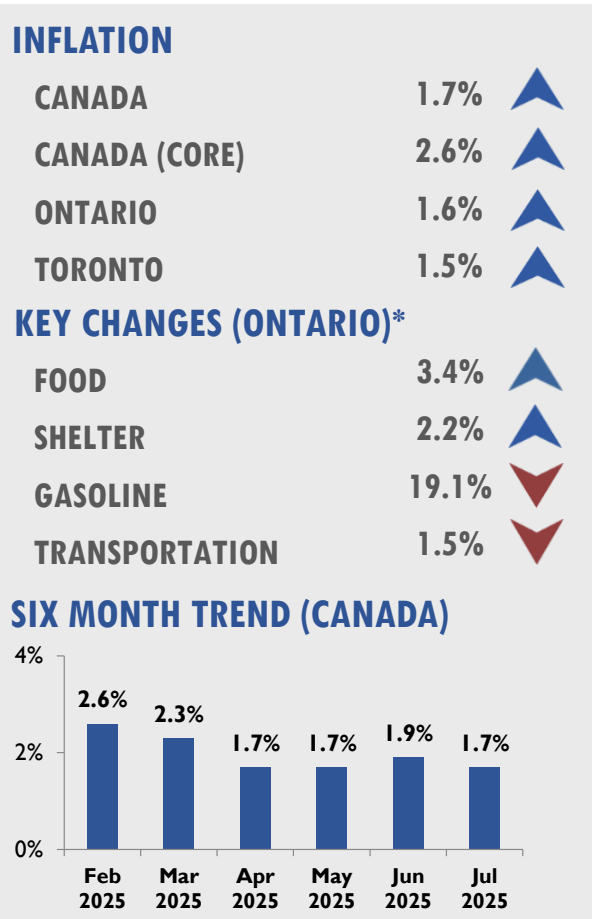 INFLATION
CANADA 1.7%
CANADA (CORE) 2.6%
ONTARIO 1.6%
TORONTO 1.5%
KEY CHANGES (ONTARIO)*
FOOD 3.4%
SHELTER 2.2%
GASOLINE 19.1%
TRANSPORTATION 1.5%
SIX MONTH TREND (CANADA)
4%
2.6% 2.3% 1.7% 1.7% 1.9% 1.7%
2%
0%
Feb Mar Apr May Jun Jul
2025 2025 2025 2025 2025 2025